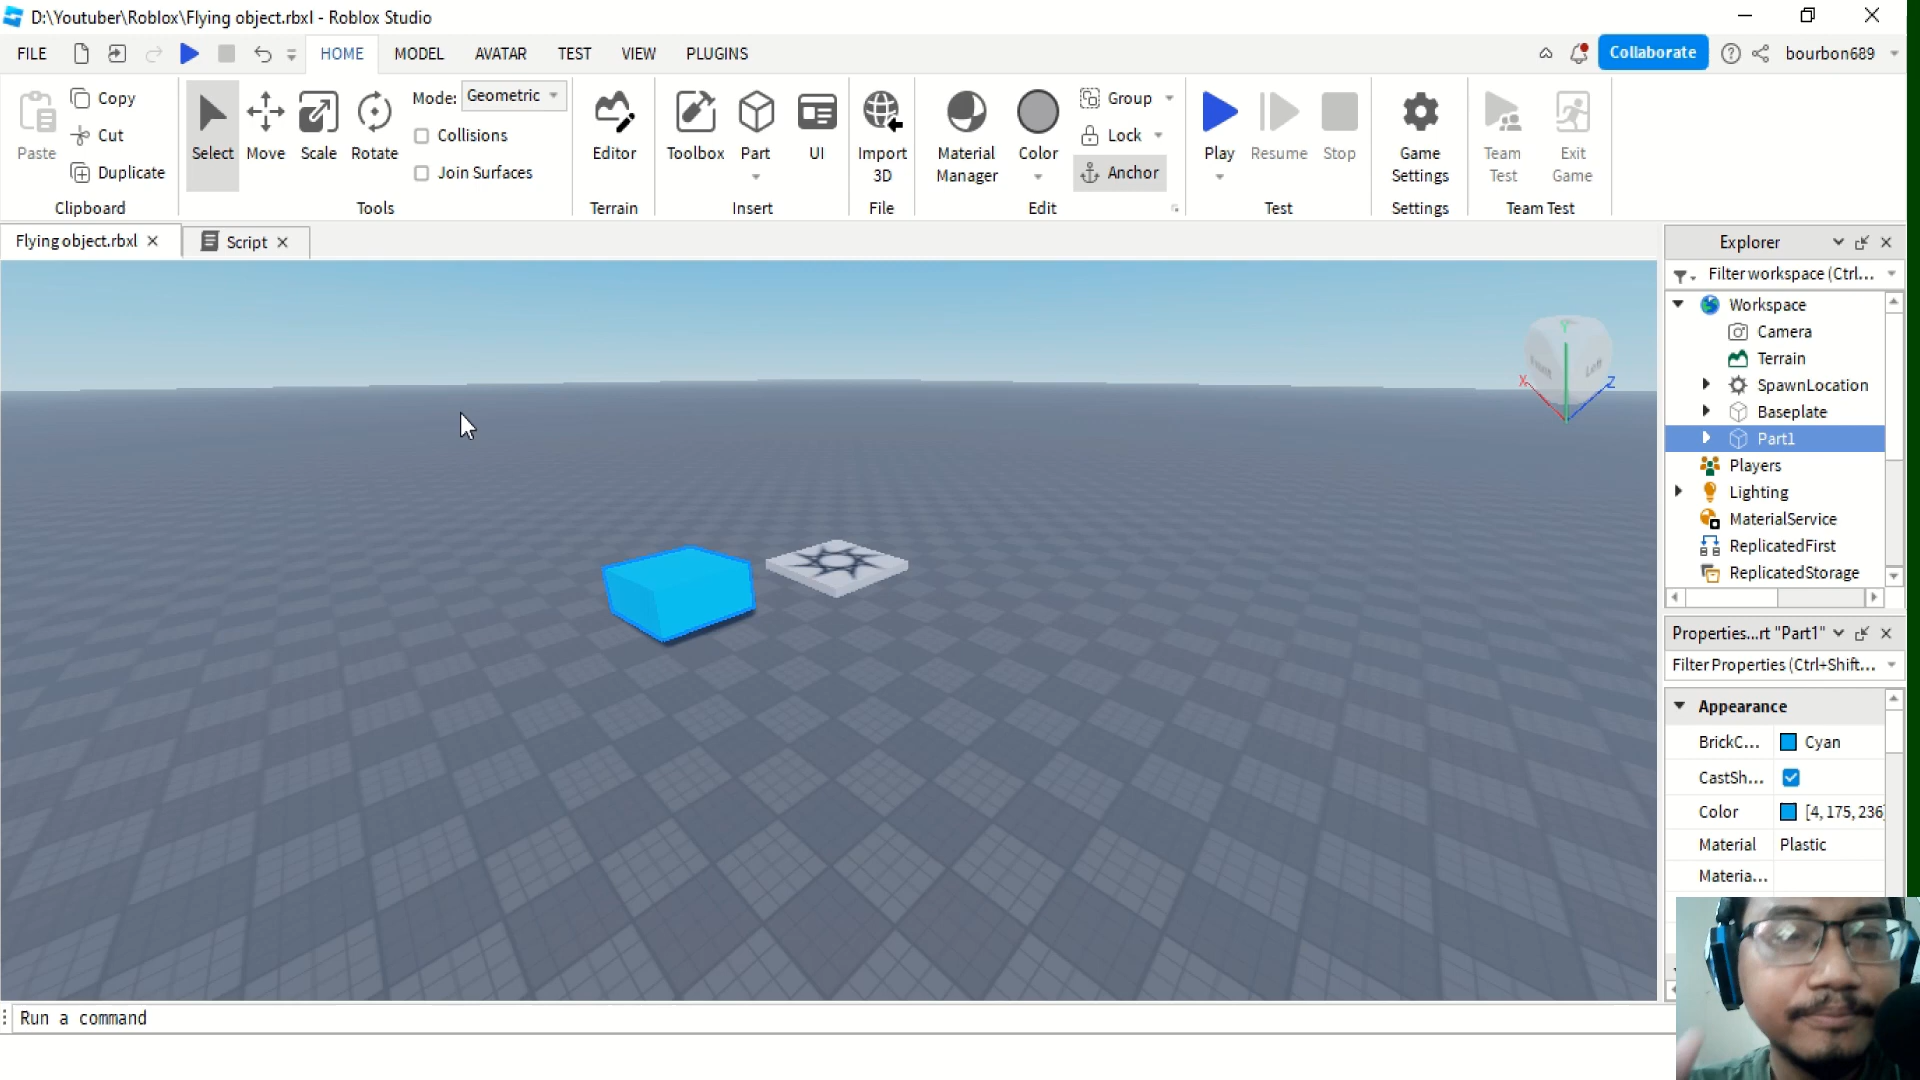 D:\Youtuber\Roblox\Flying object.rbxl - Roblox Studio
FILE HOME MODEL AVATAR TEST VIEW PLUGINS Collaborate bourbon689
Paste
Copy
Cut
Duplicate
Clipboard
Select
Move
Scale
Rotate
Mode: Geometric
Collisions
Join Surfaces
Tools
Editor
Terrain
Toolbox
Part
UI
Insert
Import
3D
File
Material
Manager
Color
Group
Lock
Anchor
Edit
Play
Resume
Stop
Test
Game
Settings
Settings
Team
Test
Exit
Game
Team Test
Flying object.rbxl
Script
Y
Left
X
Z
Explorer
Filter workspace (Ctrl...
Workspace
Camera
Terrain
SpawnLocation
Baseplate
Part1
Players
Lighting
MaterialService
ReplicatedFirst
ReplicatedStorage
Properties...rt "Part1"
Filter Properties (Ctrl+Shift...
Appearance
BrickC... Cyan
CastSh...
Color [4, 175, 236]
Material Plastic
Materia...
Run a command